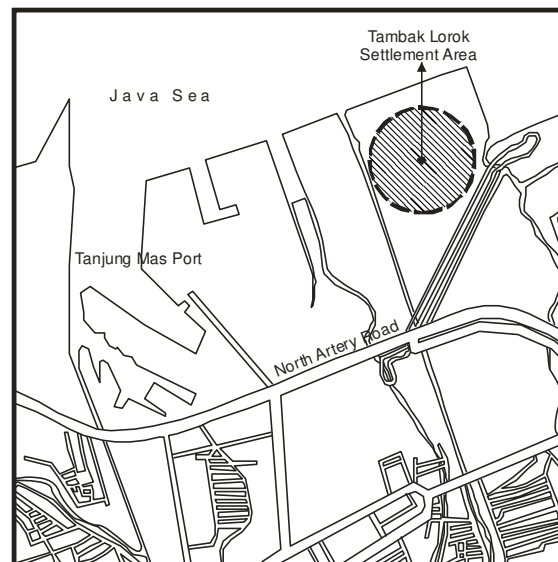 Tambak Lorok
Settlement Area
Java Sea
Tanjung Mas Port
North Artery Road